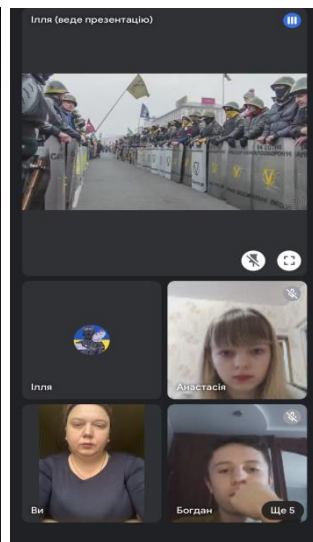 Ілля (веде презентацію)
Ілля
Анастасія
Ви
Богдан
Ще 5